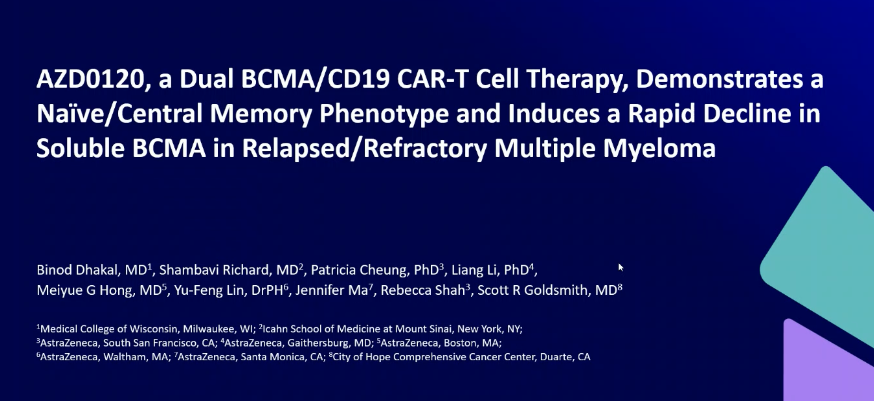 AZD0120, a Dual BCMA/CD19 CAR-T Cell Therapy, Demonstrates a
Naïve/Central Memory Phenotype and Induces a Rapid Decline in
Soluble BCMA in Relapsed/Refractory Multiple Myeloma
Binod Dhakal, MD¹, Shambavi Richard, MD², Patricia Cheung, PhD³, Liang Li, PhD⁴,
Meiyue G Hong, MD⁵, Yu-Feng Lin, DrPH⁶, Jennifer Ma⁷, Rebecca Shah³, Scott R Goldsmith, MD⁸
¹Medical College of Wisconsin, Milwaukee, WI; ²Icahn School of Medicine at Mount Sinai, New York, NY;
³AstraZeneca, South San Francisco, CA; ⁴AstraZeneca, Gaithersburg, MD; ⁵AstraZeneca, Boston, MA;
⁶AstraZeneca, Waltham, MA; ⁷AstraZeneca, Santa Monica, CA; ⁸City of Hope Comprehensive Cancer Center, Duarte, CA